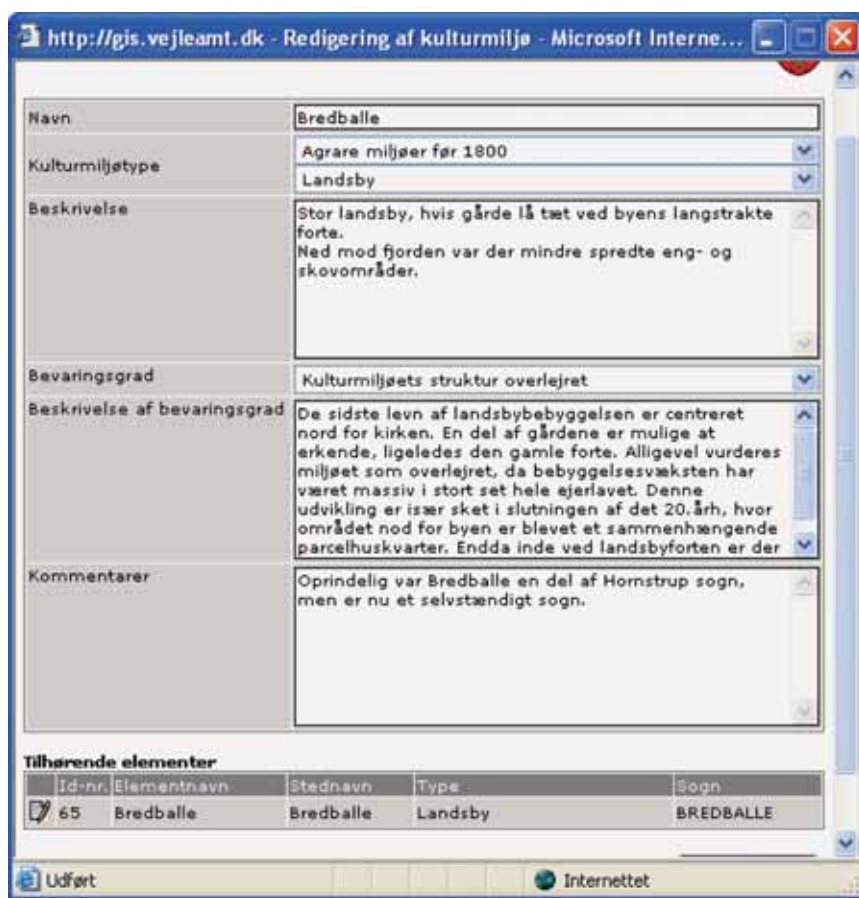 http://gis.vejleamt.dk - Redigering af kulturmiljø - Microsoft Interne...
Navn
Bredballe
Kulturmiljøtype
Agrare miljøer før 1800
Landsby
Beskrivelse
Stor landsby, hvis gårde lå tæt ved byens langstrakte
forte.
Ned mod fjorden var der mindre spredte eng- og
skovområder.
Bevaringsgrad
Kulturmiljøets struktur overlejret
Beskrivelse af bevaringsgrad
De sidste levn af landsbybebyggelsen er centreret
nord for kirken. En del af gårdene er mulige at
erkende, ligeledes den gamle forte. Alligevel vurderes
miljøet som overlejret, da bebyggelsesvæksten har
været massiv i stort set hele ejerlavet. Denne
udvikling er især sket i slutningen af det 20.årh, hvor
området nod for byen er blevet et sammenhængende
parcelhuskvarter. Endda inde ved landsbyforten er der
Kommentarer
Oprindelig var Bredballe en del af Hornstrup sogn,
men er nu et selvstændigt sogn.
Tilhørende elementer
Id-nr. Elementnavn Stednavn Type Sogn
65 Bredballe Bredballe Landsby BREDBALLE
Udført Internettet